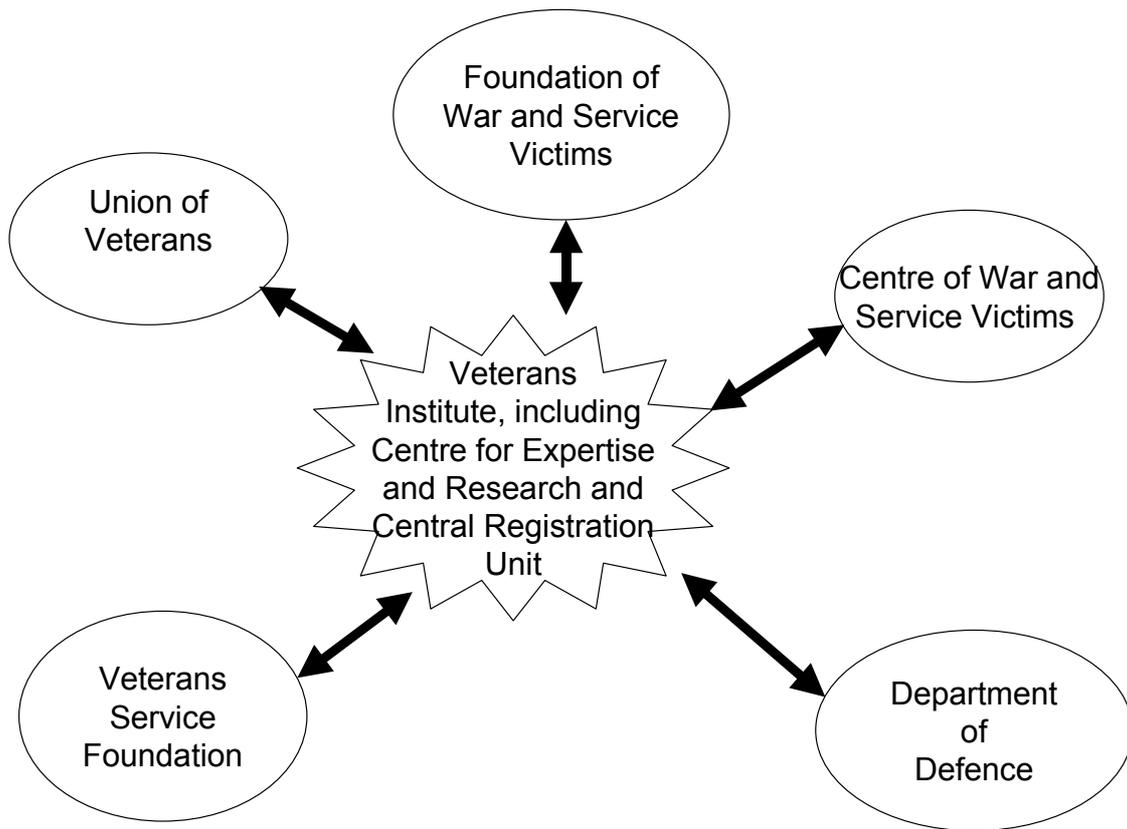 Foundation of
War and Service
Victims
Union of
Veterans
Centre of War and
Service Victims
Veterans
Institute, including
Centre for Expertise
and Research and
Central Registration
Unit
Veterans
Service
Foundation
Department
of
Defence